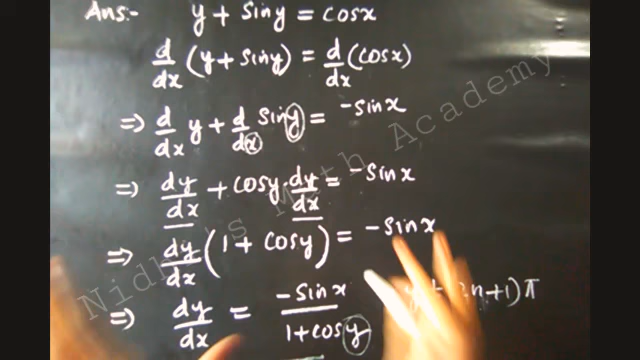 Ans:- y + siny = cosx
d/dx (y + siny) = d/dx (cosx)
⇒ d/dx y + d/dx siny = -sinx
⇒ dy/dx + cosy.dy/dx = -sinx
⇒ dy/dx (1 + cosy) = -sinx
⇒ dy/dx = -sinx/1+cosy n+1)π
Math Academy